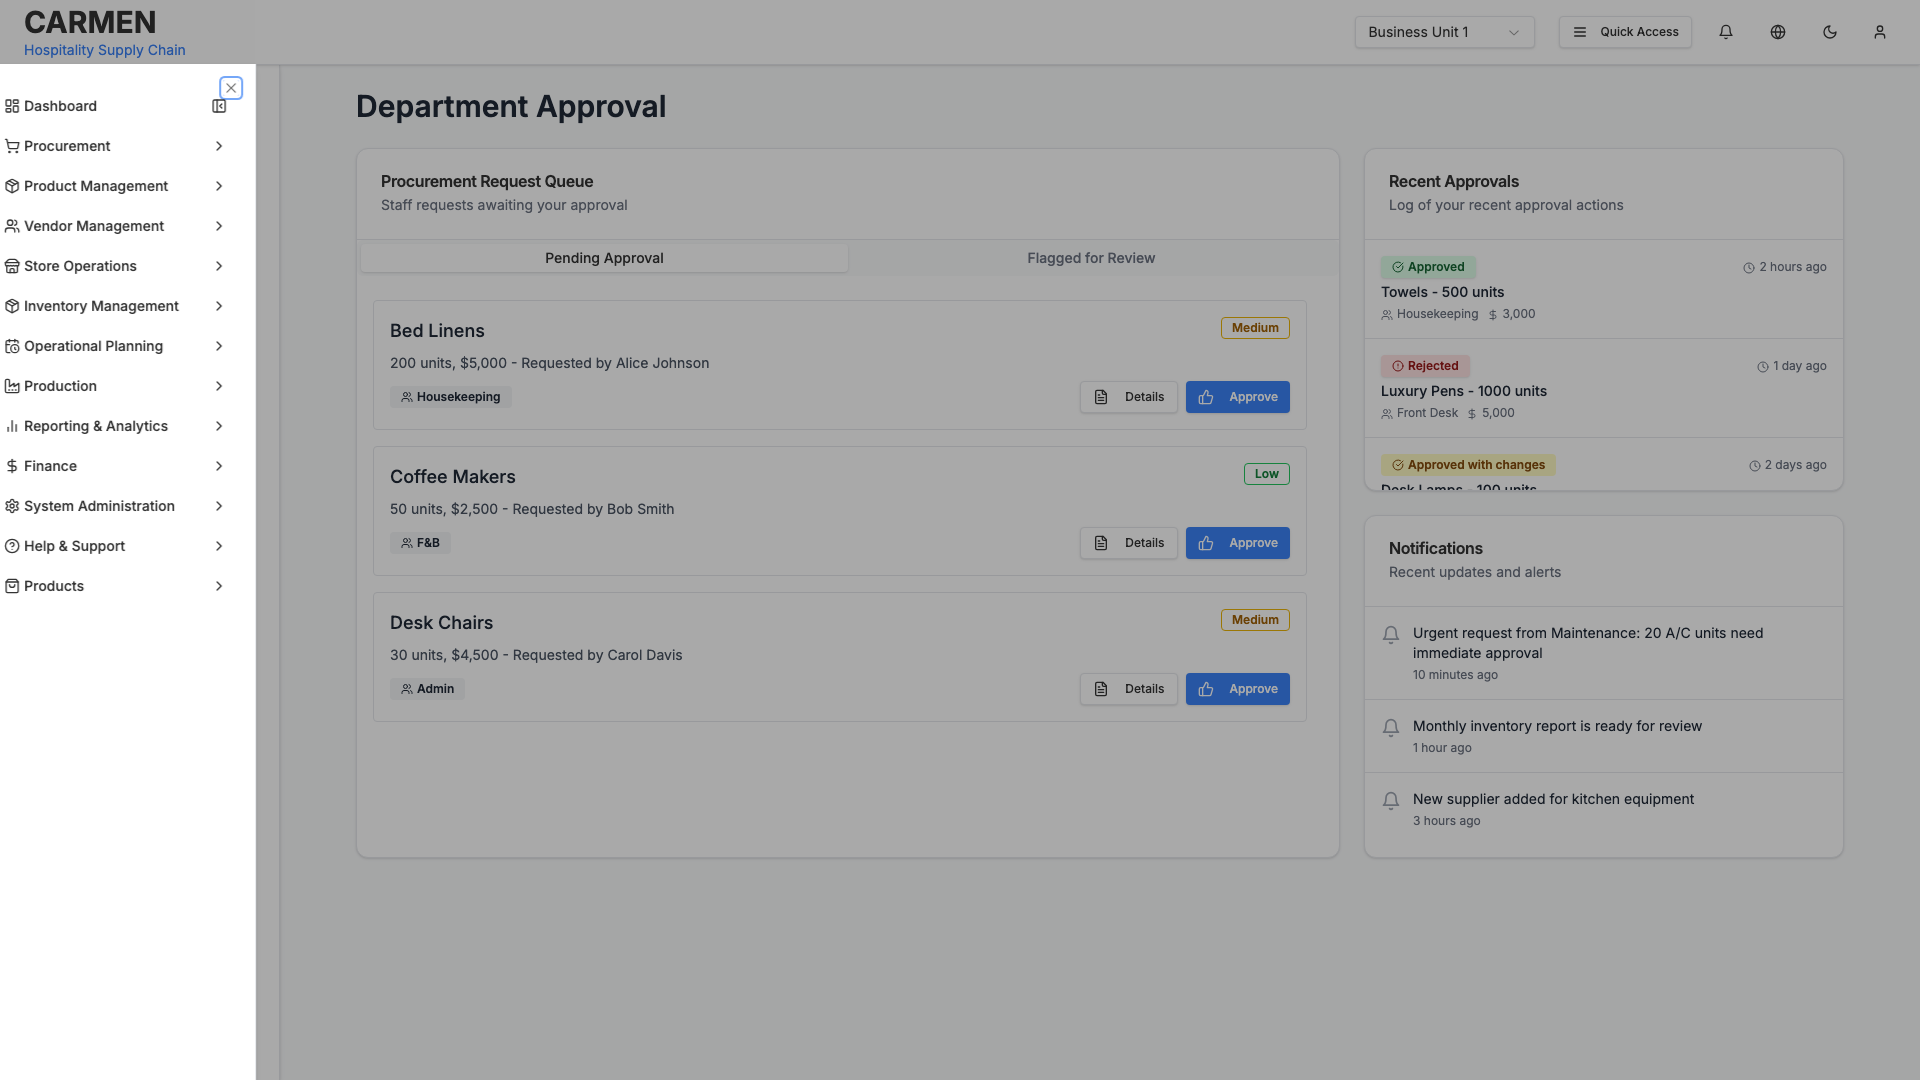 CARMEN
Hospitality Supply Chain
Business Unit 1
Quick Access
Dashboard
Procurement
Product Management
Vendor Management
Store Operations
Inventory Management
Operational Planning
Production
Reporting & Analytics
Finance
System Administration
Help & Support
Products
Department Approval
Procurement Request Queue
Staff requests awaiting your approval
Pending Approval
Flagged for Review
Bed Linens
Medium
200 units, $5,000 - Requested by Alice Johnson
Housekeeping
Details
Approve
Coffee Makers
Low
50 units, $2,500 - Requested by Bob Smith
F&B
Details
Approve
Desk Chairs
Medium
30 units, $4,500 - Requested by Carol Davis
Admin
Details
Approve
Recent Approvals
Log of your recent approval actions
Approved
2 hours ago
Towels - 500 units
Housekeeping $ 3,000
Rejected
1 day ago
Luxury Pens - 1000 units
Front Desk $ 5,000
Approved with changes
2 days ago
Desk Lamps - 100 units
Notifications
Recent updates and alerts
Urgent request from Maintenance: 20 A/C units need
immediate approval
10 minutes ago
Monthly inventory report is ready for review
1 hour ago
New supplier added for kitchen equipment
3 hours ago